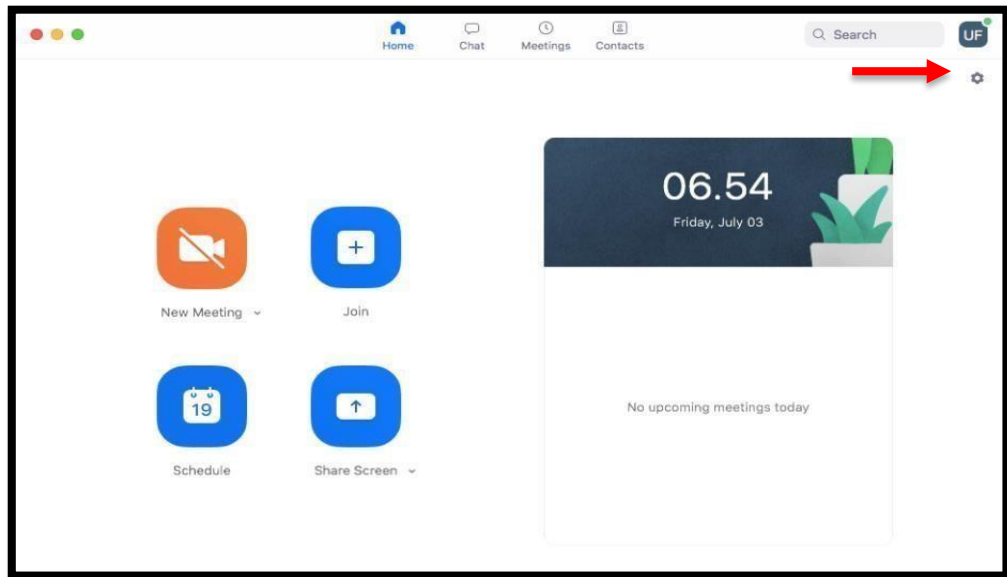 Home
Chat
Meetings
Contacts
Search
UF
06.54
Friday, July 03
New Meeting
Join
19
Schedule
Share Screen
No upcoming meetings today